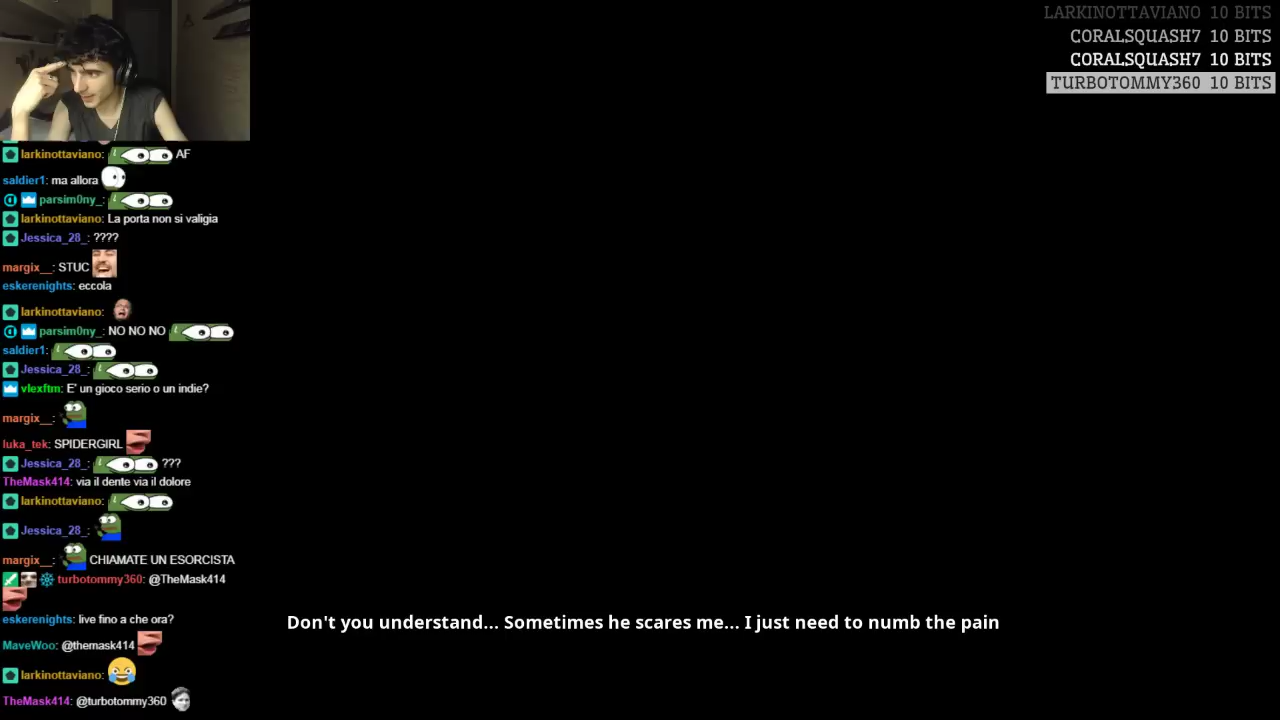 LARKINOTTAVIANO 10 BITS
CORALSQUASH7 10 BITS
CORALSQUASH7 10 BITS
TURBOTOMMY360 10 BITS
larkinottaviano: AF
saldier1: ma allora
parsim0ny_:
larkinottaviano: La porta non si valigia
Jessica_28_: ????
margix__: STUC
eskerenights: eccola
larkinottaviano:
parsim0ny_: NO NO NO
saldier1:
Jessica_28_:
vlexftm: E' un gioco serio o un indie?
margix__:
luka_tek: SPIDERGIRL
Jessica_28_: ???
TheMask414: via il dente via il dolore
larkinottaviano:
Jessica_28_:
margix__: CHIAMATE UN ESORCISTA
turbotommy360: @TheMask414
eskerenights: live fino a che ora?
MaveWoo: @themask414
larkinottaviano:
TheMask414: @turbotommy360
Don't you understand... Sometimes he scares me... I just need to numb the pain